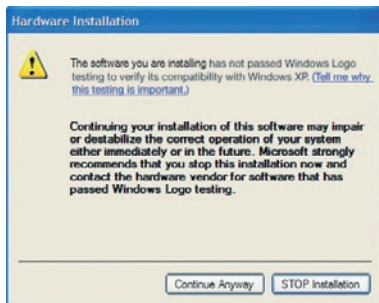 Hardware Installation
The software you are installing has not passed Windows Logo
testing to verify its compatibility with Windows XP. (Tell me why
this testing is important.)
Continuing your installation of this software may impair
or destabilize the correct operation of your system
either immediately or in the future. Microsoft strongly
recommends that you stop this installation now and
contact the hardware vendor for software that has
passed Windows Logo testing.
Continue Anyway STOP Installation